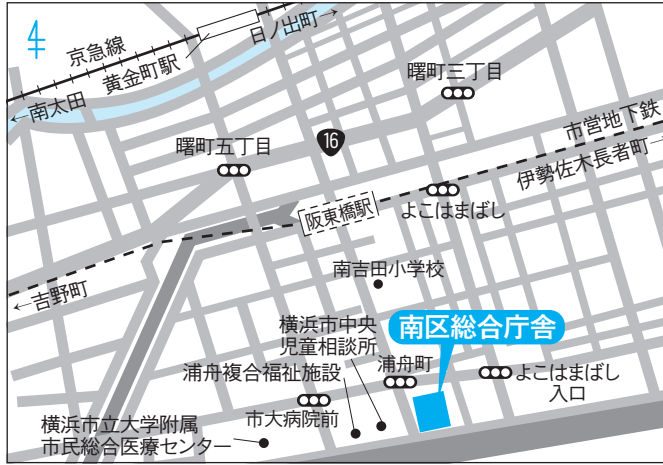 4
京急線
日ノ出町→
黄金町駅
←南太田
曙町三丁目
16
曙町五丁目
市営地下鉄
伊勢佐木長者町→
阪東橋駅
よこはまばし
←吉野町
南吉田小学校
横浜市中央
児童相談所
南区総合庁舎
浦舟町
浦舟複合福祉施設
よこはまばし
入口
市大病院前
横浜市立大学附属
市民総合医療センター